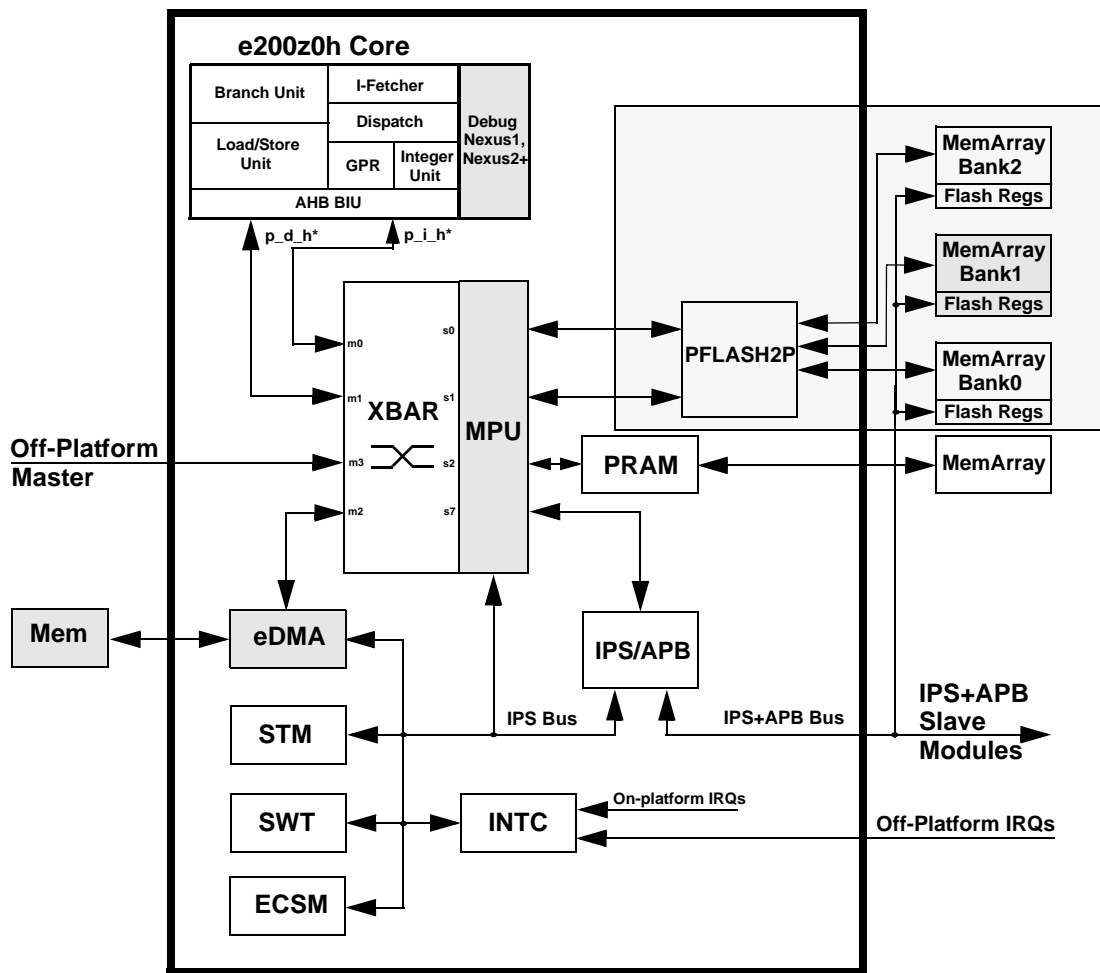 e200z0h Core
Branch Unit
I-Fetcher
Dispatch
Load/Store
Unit
GPR
Integer
Unit
Debug
Nexus1,
Nexus2+
AHB BIU
p_d_h*
p_i_h*
MemArray
Bank2
Flash Regs
MemArray
Bank1
Flash Regs
MemArray
Bank0
Flash Regs
PFLASH2P
m0
m1
m3
m2
XBAR
s0
s1
s2
s7
MPU
Off-Platform
Master
PRAM
MemArray
Mem
eDMA
IPS/APB
STM
IPS Bus
IPS+APB Bus
IPS+APB
Slave
Modules
SWT
INTC
On-platform IRQs
Off-Platform IRQs
ECSM